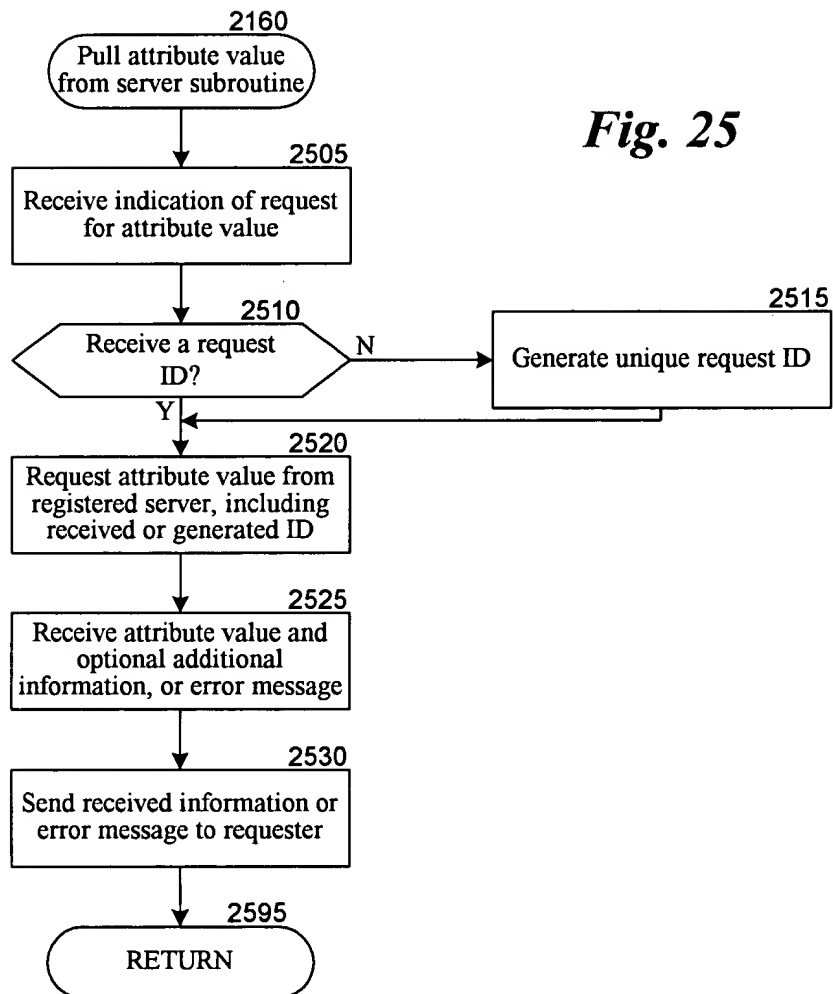 2160
Pull attribute value
from server subroutine
Fig. 25
2505
Receive indication of request
for attribute value
2510
Receive a request
ID?
N
Y
2515
Generate unique request ID
2520
Request attribute value from
registered server, including
received or generated ID
2525
Receive attribute value and
optional additional
information, or error message
2530
Send received information or
error message to requester
2595
RETURN